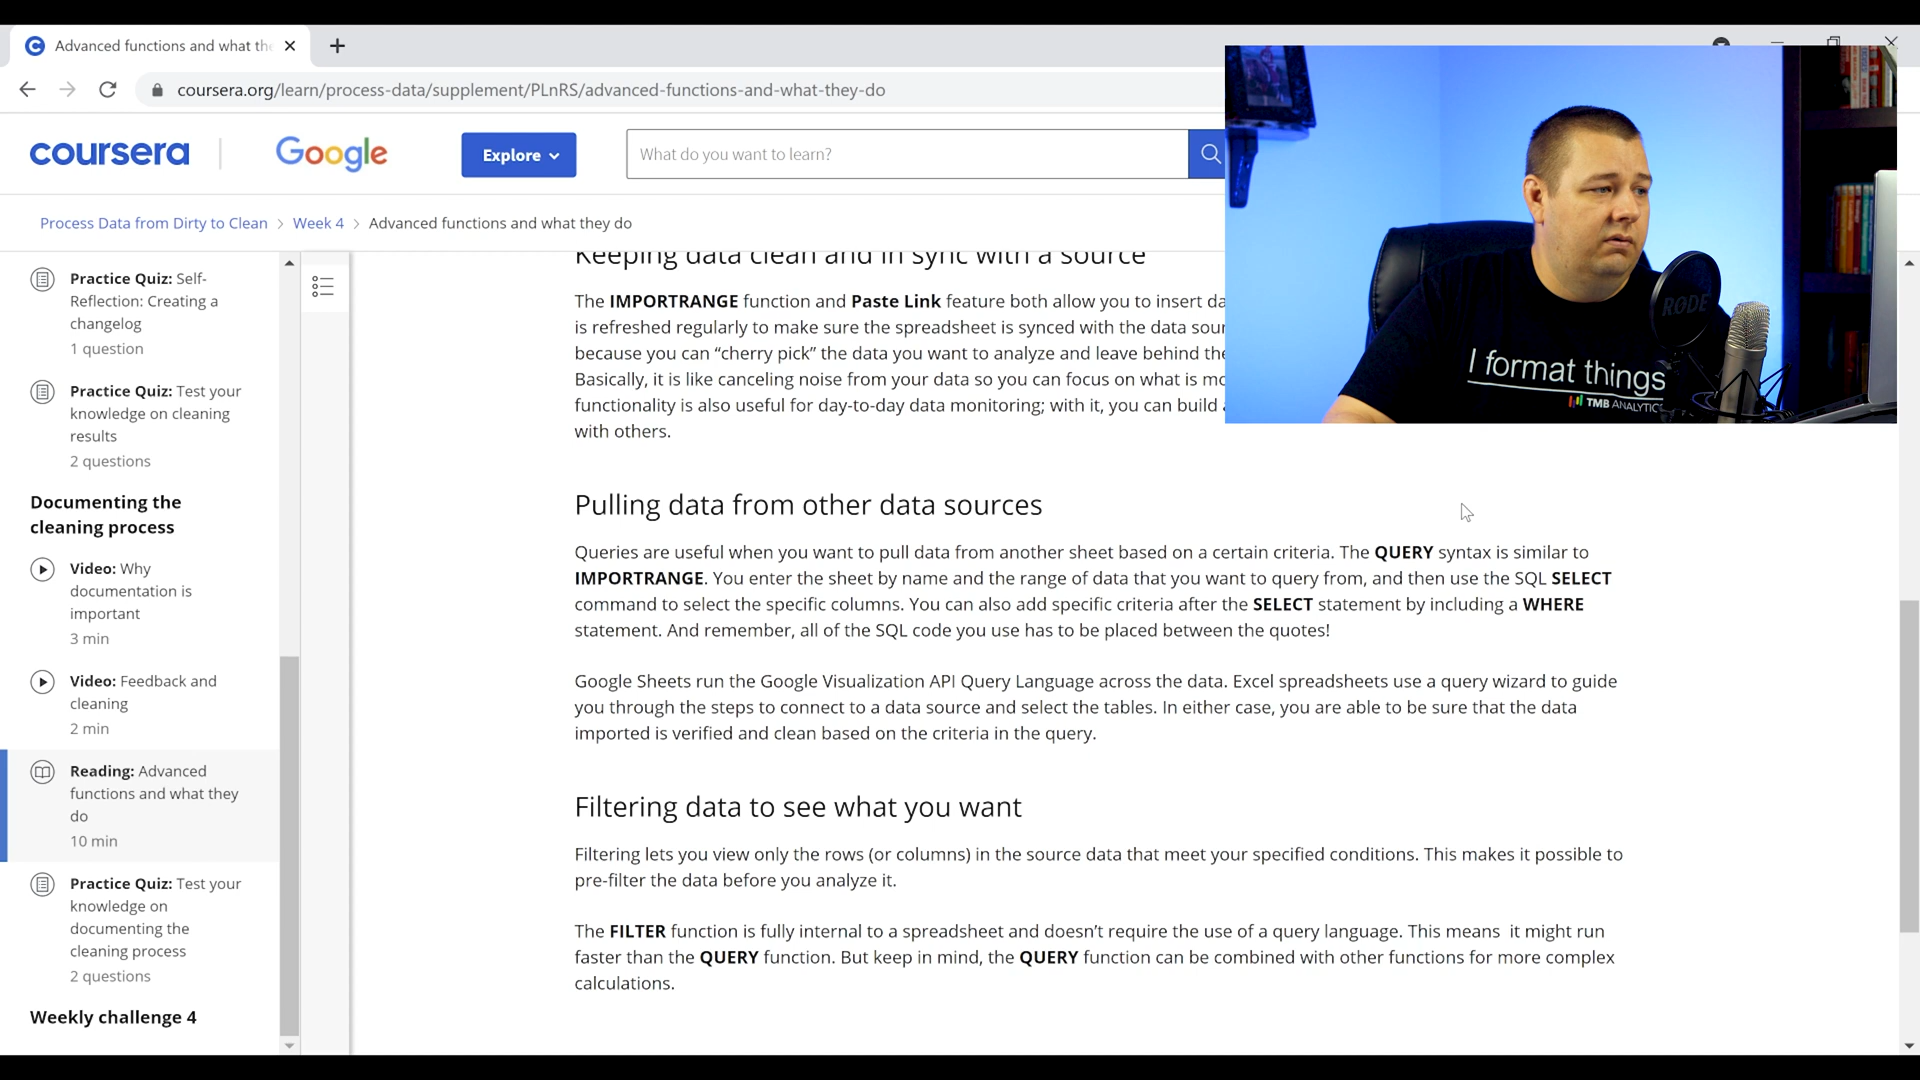 Advanced functions and what the
coursera.org/learn/process-data/supplement/PLnRS/advanced-functions-and-what-they-do
coursera
Google
Explore
What do you want to learn?
Process Data from Dirty to Clean > Week 4 > Advanced functions and what they do
Practice Quiz: Self-
Reflection: Creating a
changelog
1 question
Practice Quiz: Test your
knowledge on cleaning
results
2 questions
Documenting the
cleaning process
Video: Why
documentation is
important
3 min
Video: Feedback and
cleaning
2 min
Reading: Advanced
functions and what they
do
10 min
Practice Quiz: Test your
knowledge on
documenting the
cleaning process
2 questions
Weekly challenge 4
Keeping data clean and in sync with a source
The IMPORTRANGE function and Paste Link feature both allow you to insert da
is refreshed regularly to make sure the spreadsheet is synced with the data sour
because you can “cherry pick” the data you want to analyze and leave behind the
Basically, it is like canceling noise from your data so you can focus on what is mo
functionality is also useful for day-to-day data monitoring; with it, you can build
with others.
Pulling data from other data sources
Queries are useful when you want to pull data from another sheet based on a certain criteria. The QUERY syntax is similar to
IMPORTRANGE. You enter the sheet by name and the range of data that you want to query from, and then use the SQL SELECT
command to select the specific columns. You can also add specific criteria after the SELECT statement by including a WHERE
statement. And remember, all of the SQL code you use has to be placed between the quotes!
Google Sheets run the Google Visualization API Query Language across the data. Excel spreadsheets use a query wizard to guide
you through the steps to connect to a data source and select the tables. In either case, you are able to be sure that the data
imported is verified and clean based on the criteria in the query.
Filtering data to see what you want
Filtering lets you view only the rows (or columns) in the source data that meet your specified conditions. This makes it possible to
pre-filter the data before you analyze it.
The FILTER function is fully internal to a spreadsheet and doesn’t require the use of a query language. This means it might run
faster than the QUERY function. But keep in mind, the QUERY function can be combined with other functions for more complex
calculations.
RODE
I format things
TMB ANALYTIC